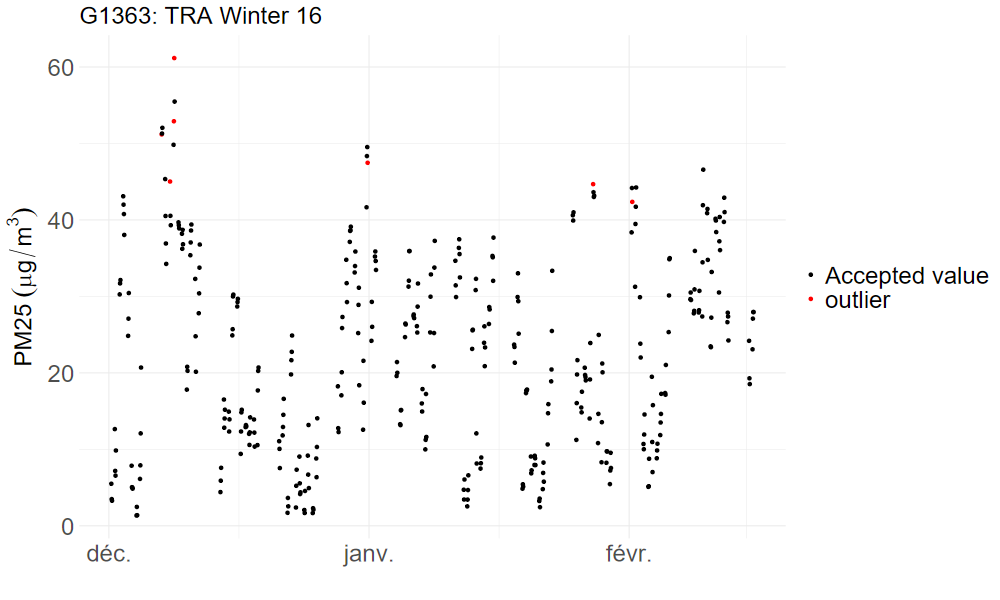 G1363: TRA Winter 16
PM25 (μg/m³)
60
40
20
0
déc.
janv.
févr.
Accepted value
outlier